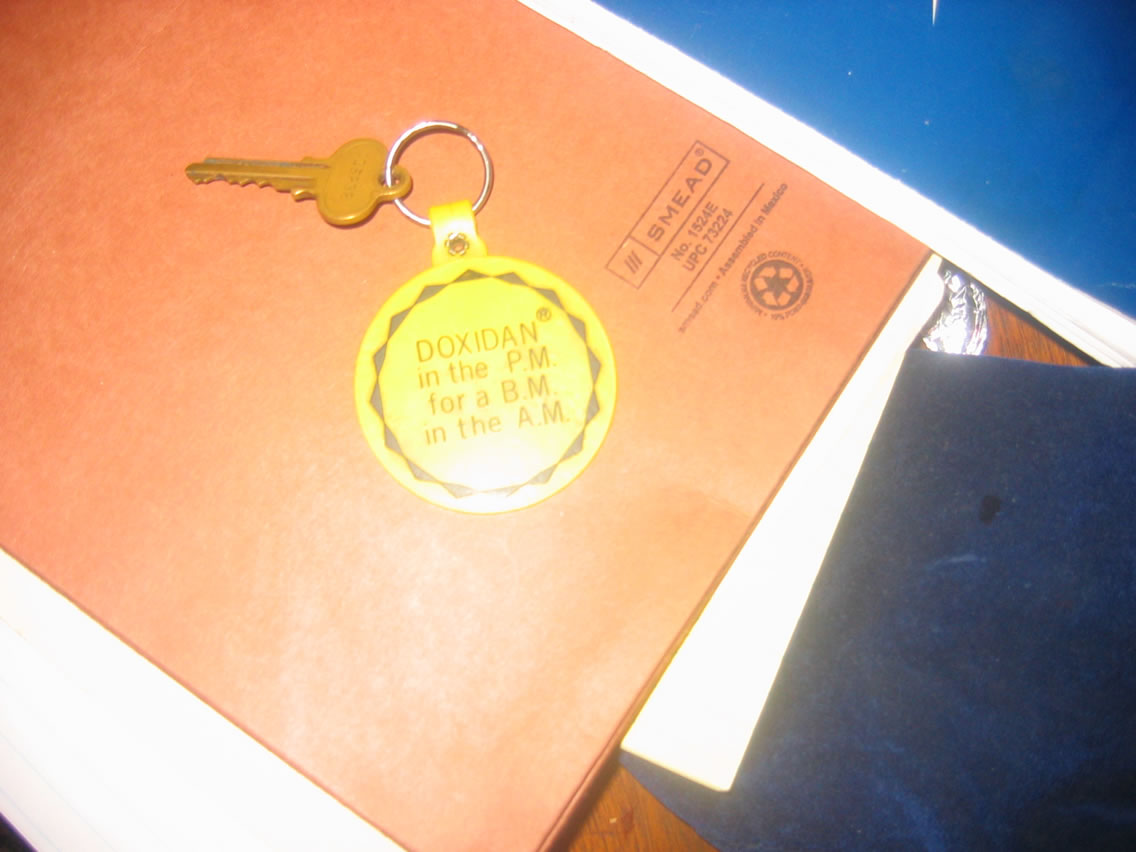 DOXIDAN®
in the P.M.
for a B.M.
in the A.M.
SMEAD®
No. 1524E
UPC 73224
smead.com • Assembled in Mexico